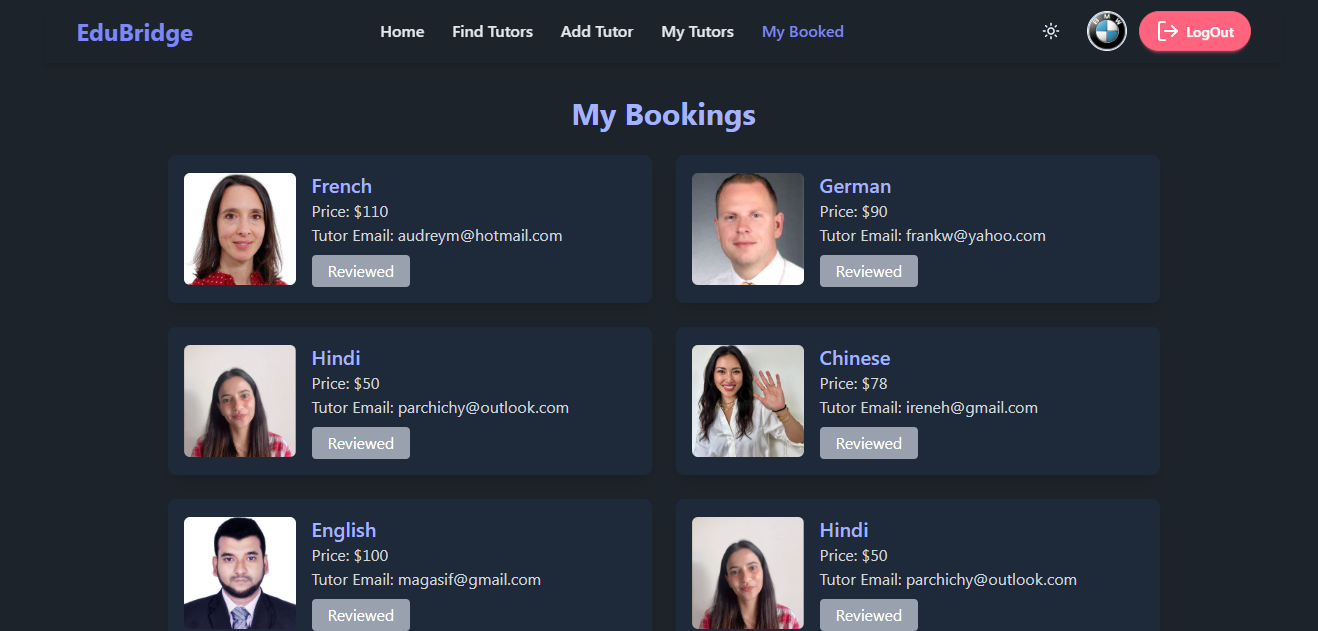 EduBridge
Home
Find Tutors
Add Tutor
My Tutors
My Booked
BMW
LogOut
My Bookings
French
Price: $110
Tutor Email: audreym@hotmail.com
Reviewed
German
Price: $90
Tutor Email: frankw@yahoo.com
Reviewed
Hindi
Price: $50
Tutor Email: parchichy@outlook.com
Reviewed
Chinese
Price: $78
Tutor Email: ireneh@gmail.com
Reviewed
English
Price: $100
Tutor Email: magasif@gmail.com
Reviewed
Hindi
Price: $50
Tutor Email: parchichy@outlook.com
Reviewed